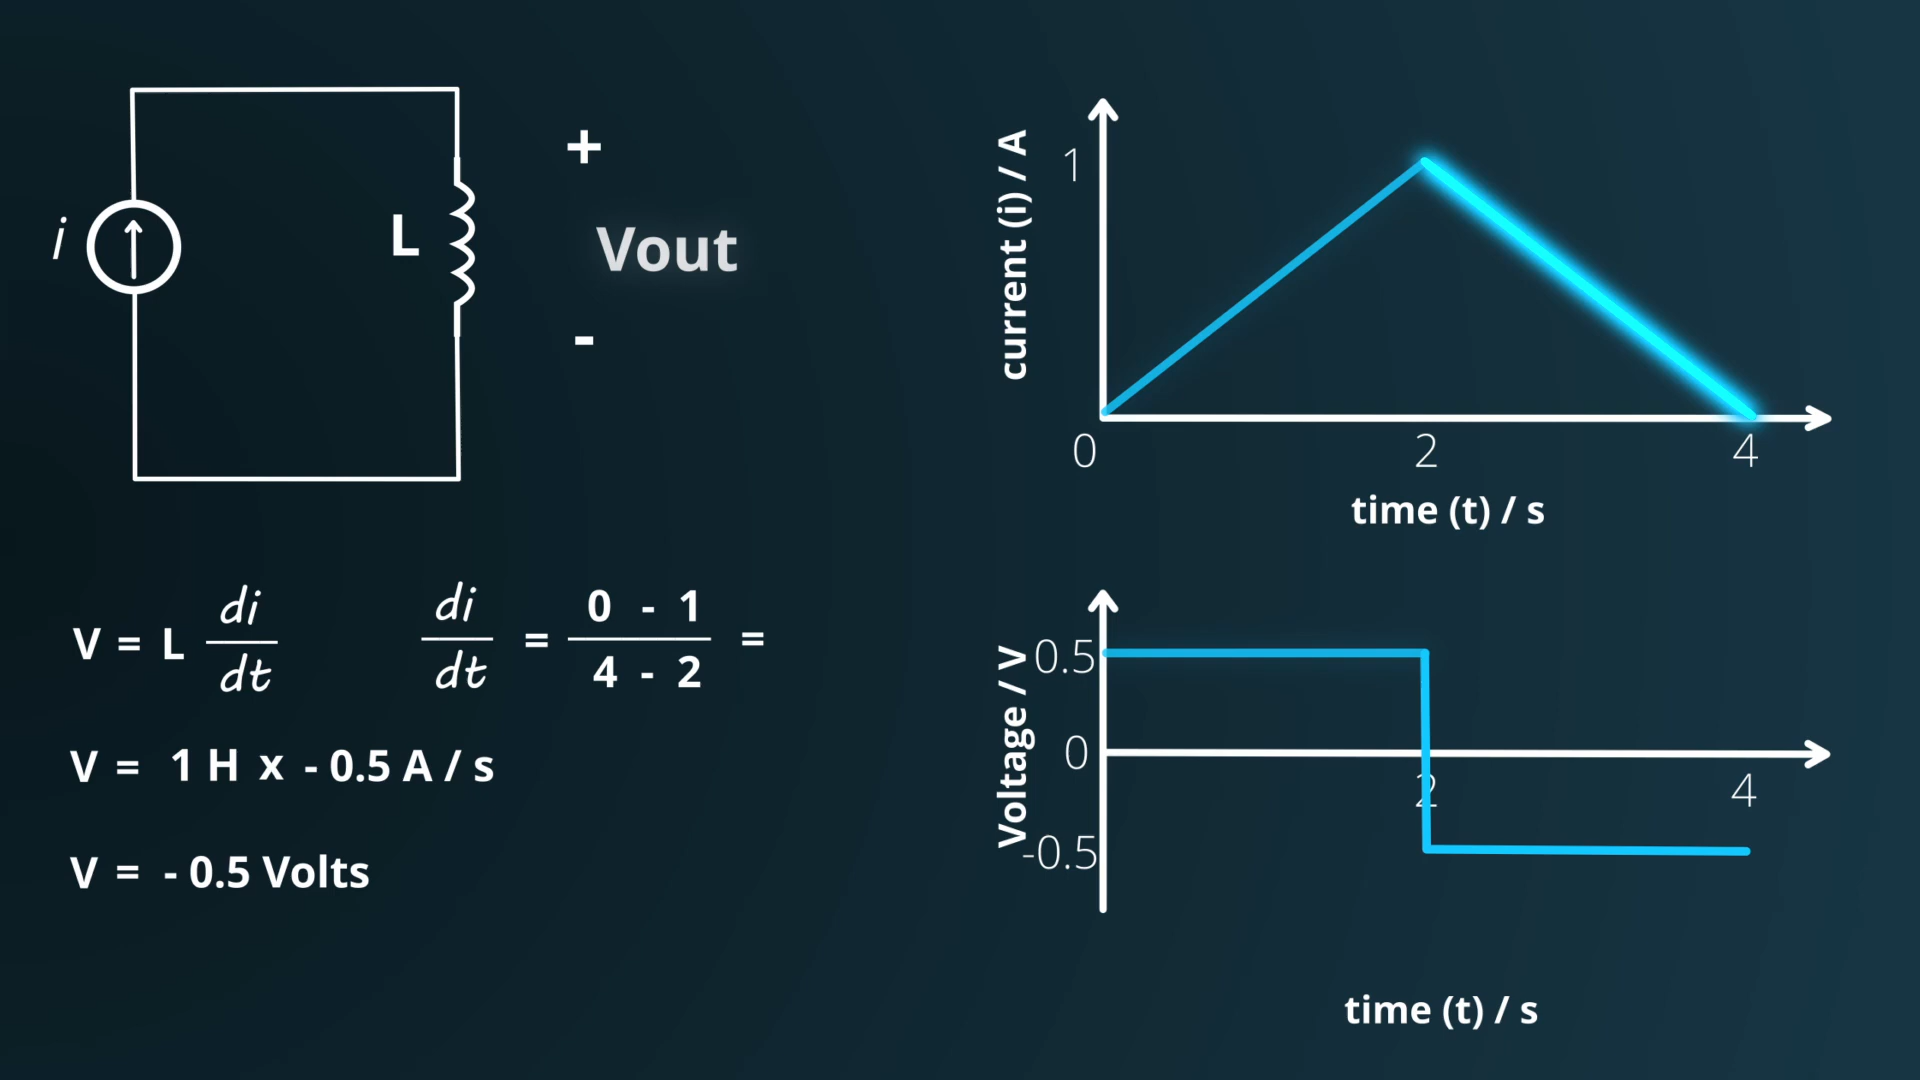 i
L
+
Vout
-
V = L di/dt
di/dt = 0 - 1 / 4 - 2 =
V = 1 H x - 0.5 A / s
V = - 0.5 Volts
current (i) / A
1
0 2 4
time (t) / s
Voltage / V
0.5
0
2 4
-0.5
time (t) / s